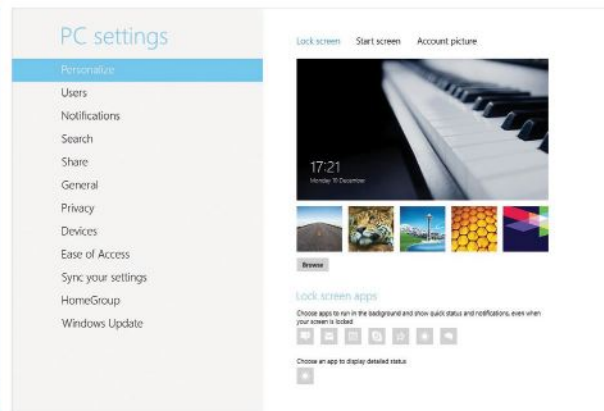 PC settings
Personalize
Users
Notifications
Search
Share
General
Privacy
Devices
Ease of Access
Sync your settings
HomeGroup
Windows Update
Lock screen Start screen Account picture
17:21
Monday 10 December
Browse
Lock screen apps
Choose apps to run in the background and show quick status and notifications, even when
your screen is locked
Choose an app to display detailed status